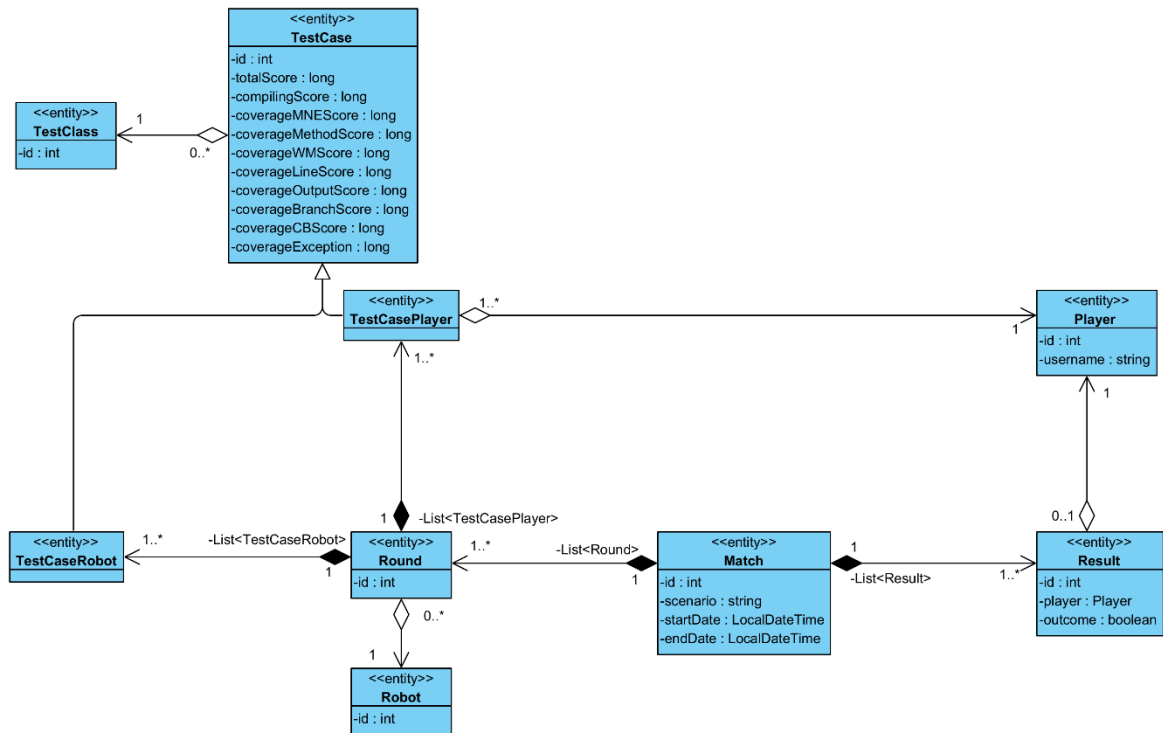 <<entity>>
TestCase
-id : int
-totalScore : long
-compilingScore : long
-coverageMNEScore : long
-coverageMethodScore : long
-coverageWMScore : long
-coverageLineScore : long
-coverageOutputScore : long
-coverageBranchScore : long
-coverageCBScore : long
-coverageException : long
<<entity>>
TestClass
-id : int
1
0..*
<<entity>>
TestCasePlayer
1..*
1
<<entity>>
Player
-id : int
-username : string
1..*
1
1
-List<TestCasePlayer>
0..1
<<entity>>
TestCaseRobot
1..*
-List<TestCaseRobot>
1
<<entity>>
Round
-id : int
1..*
-List<Round>
1
<<entity>>
Match
-id : int
-scenario : string
-startDate : LocalDateTime
-endDate : LocalDateTime
1
-List<Result>
1..*
<<entity>>
Result
-id : int
-player : Player
-outcome : boolean
0..*
1
<<entity>>
Robot
-id : int